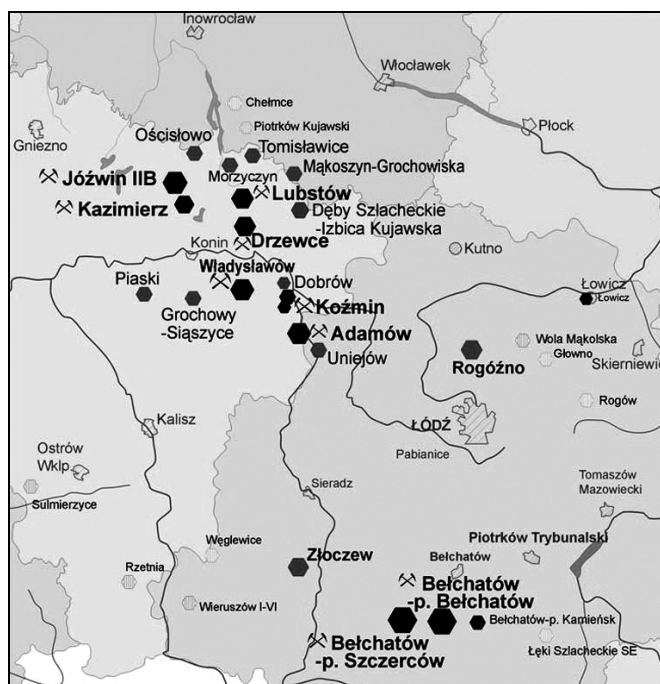 Inowrocław
Włocławek
Chełmce
Płock
Piotrków Kujawski
Gniezno
Ościsłowo
Tomisławice
Morzyczyn
Mąkoszyn-Grochowiska
Jóźwin IIB
Lubstów
Kazimierz
Dęby Szlacheckie
-Izbica Kujawska
Drzewce
Konin
Kutno
Władysławów
Piaski
Dobrów
Łowicz
Łowicz
Grochowy
-Siąszyce
Koźmin
Adamów
Uniejów
Wola Mąkolska
Głowno
Skierniewi
Rogóźno
Rogów
Kalisz
ŁÓDŹ
Pabianice
Ostrów
Wklp.
Sieradz
Tomaszów
Mazowiecki
Sulmierzyce
Węglewice
Piotrków Trybunalski
Złoczew
Bełchatów
Rzetnia
Bełchatów
-p. Bełchatów
Wieruszów I-VI
Bełchatów-p. Kamieńsk
Bełchatów
-p. Szczerców
Łęki Szlacheckie SE